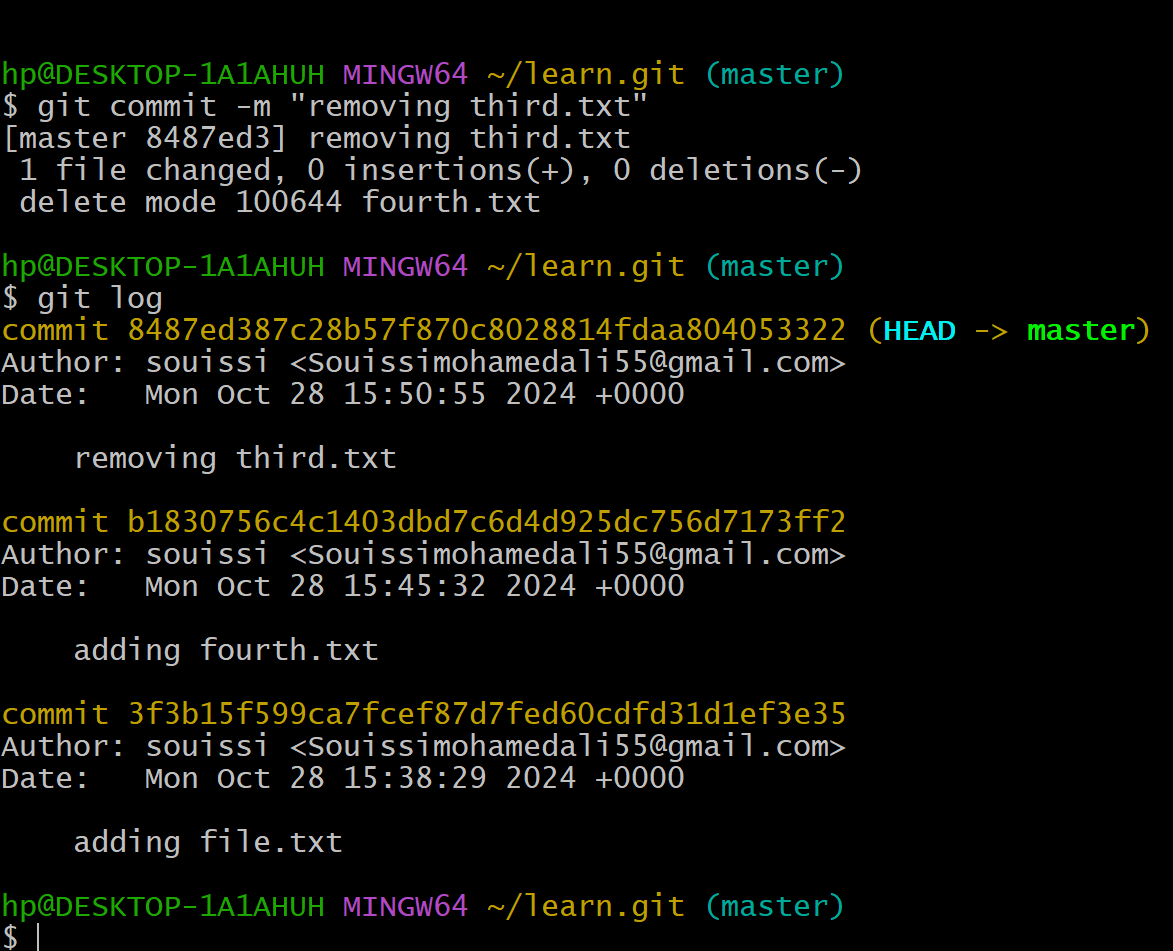 hp@DESKTOP-1A1AHUH MINGW64 ~/learn.git (master)
$ git commit -m "removing third.txt"
[master 8487ed3] removing third.txt
 1 file changed, 0 insertions(+), 0 deletions(-)
 delete mode 100644 fourth.txt

hp@DESKTOP-1A1AHUH MINGW64 ~/learn.git (master)
$ git log
commit 8487ed387c28b57f870c8028814fdaa804053322 (HEAD -> master)
Author: souissi <Souissimohamedali55@gmail.com>
Date:   Mon Oct 28 15:50:55 2024 +0000

    removing third.txt

commit b1830756c4c1403dbd7c6d4d925dc756d7173ff2
Author: souissi <Souissimohamedali55@gmail.com>
Date:   Mon Oct 28 15:45:32 2024 +0000

    adding fourth.txt

commit 3f3b15f599ca7fcef87d7fed60cdfd31d1ef3e35
Author: souissi <Souissimohamedali55@gmail.com>
Date:   Mon Oct 28 15:38:29 2024 +0000

    adding file.txt

hp@DESKTOP-1A1AHUH MINGW64 ~/learn.git (master)
$